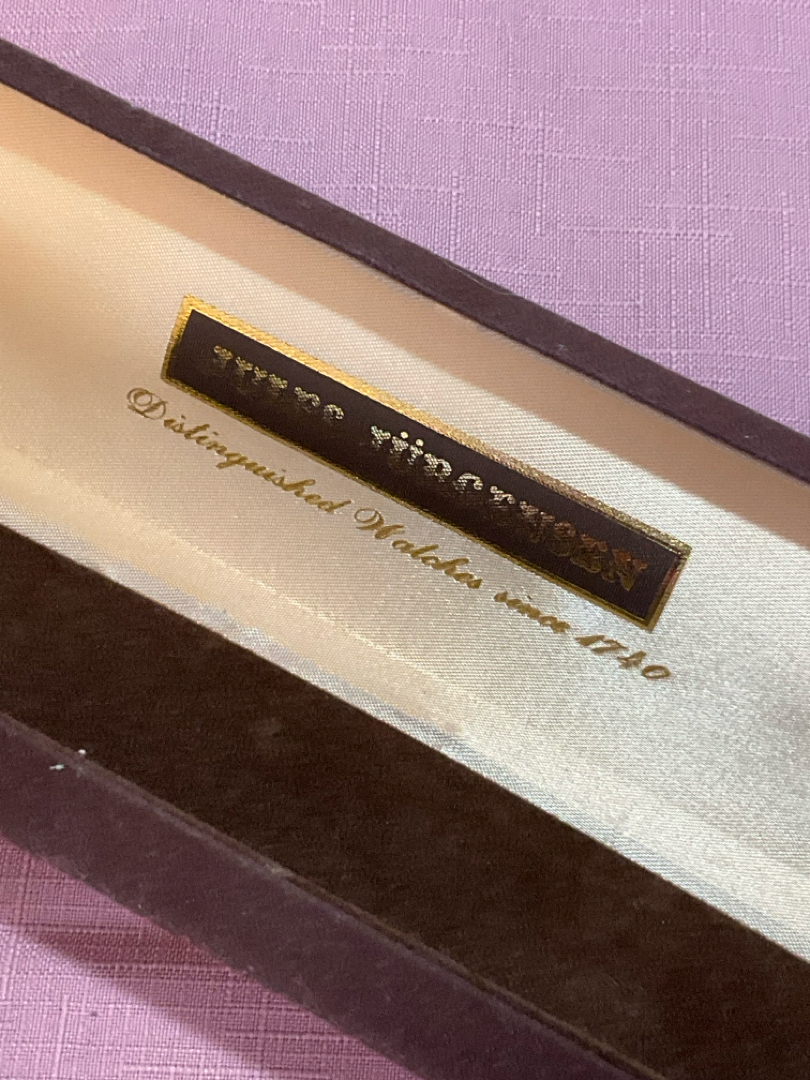 JULES JÜRGENSEN
Distinguished Watches since 1740